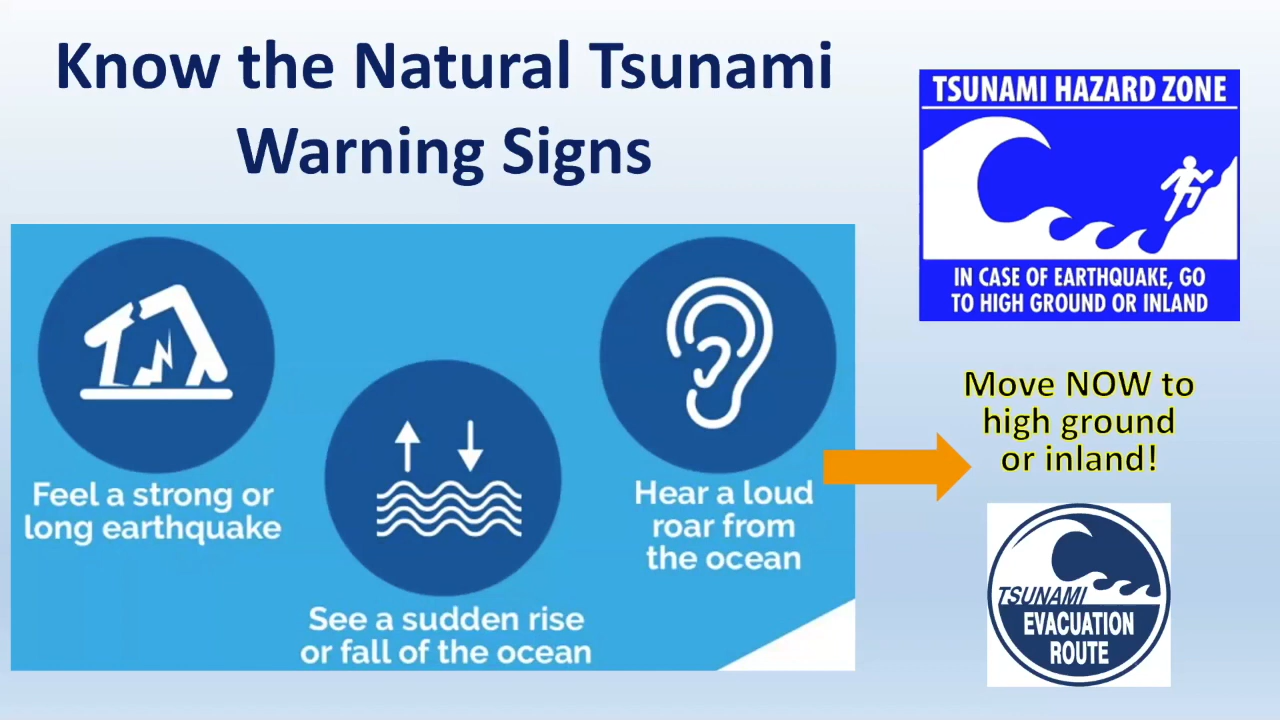 Know the Natural Tsunami
Warning Signs
Feel a strong or
long earthquake
See a sudden rise
or fall of the ocean
Hear a loud
roar from
the ocean
TSUNAMI HAZARD ZONE
IN CASE OF EARTHQUAKE, GO
TO HIGH GROUND OR INLAND
Move NOW to
high ground
or inland!
TSUNAMI
EVACUATION
ROUTE